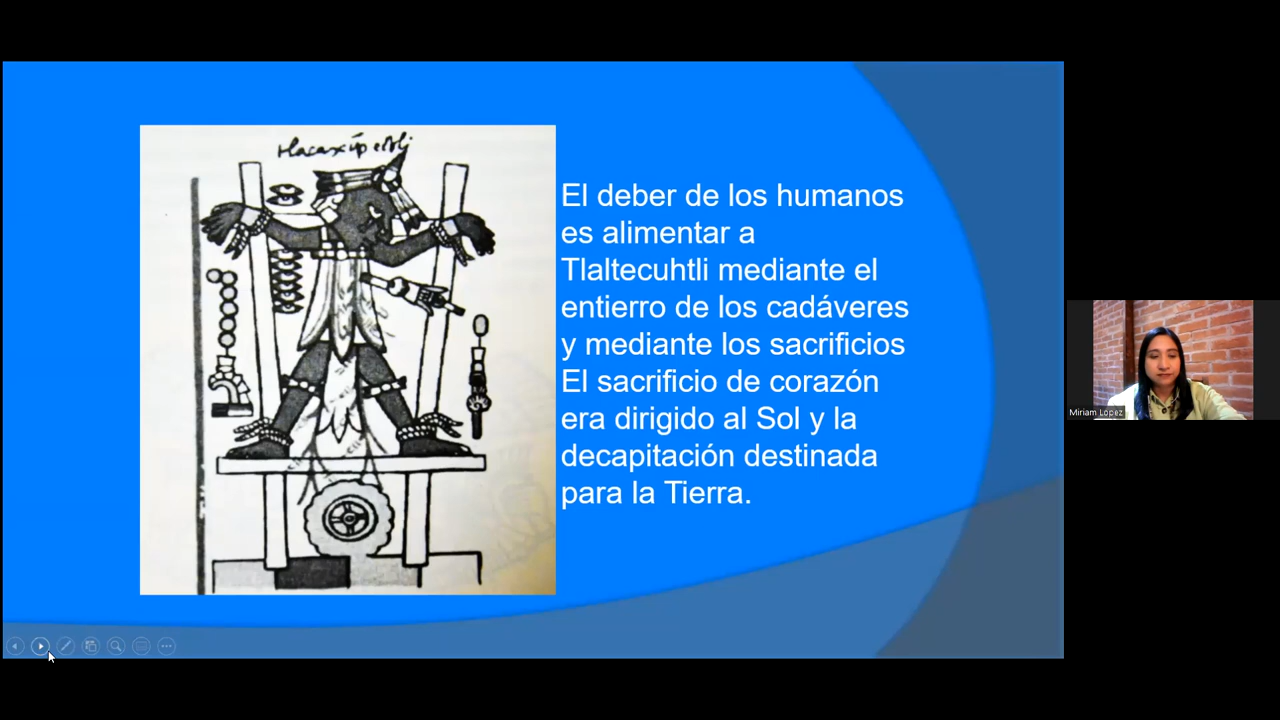 El deber de los humanos
es alimentar a
Tlaltecuhtli mediante el
entierro de los cadáveres
y mediante los sacrificios
El sacrificio de corazón
era dirigido al Sol y la
decapitación destinada
para la Tierra.
Miriam López